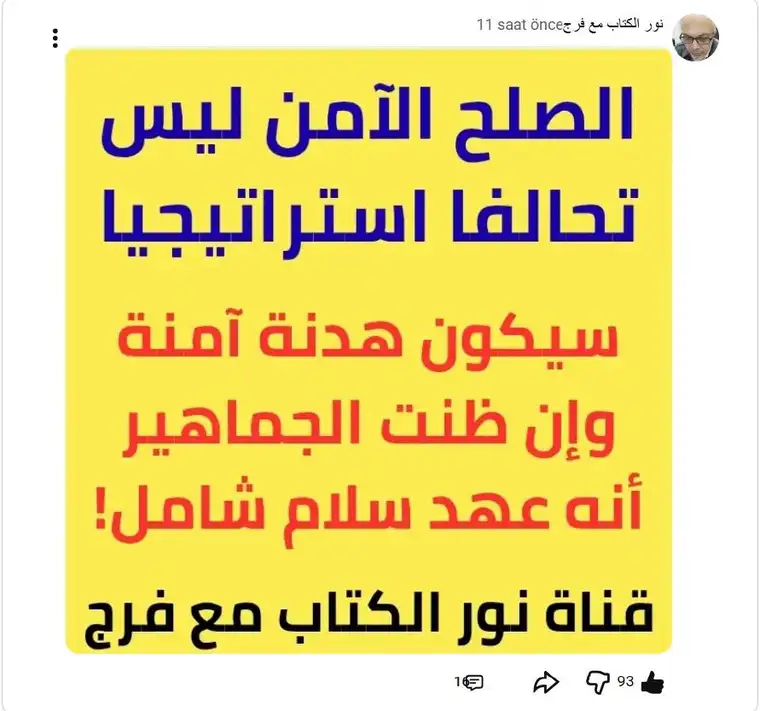 نور الكتاب مع فرج 11 saat önce
الصلح الآمن ليس
تحالفا استراتيجيا
سيكون هدنة آمنة
وإن ظنت الجماهير
أنه عهد سلام شامل!
قناة نور الكتاب مع فرج
93